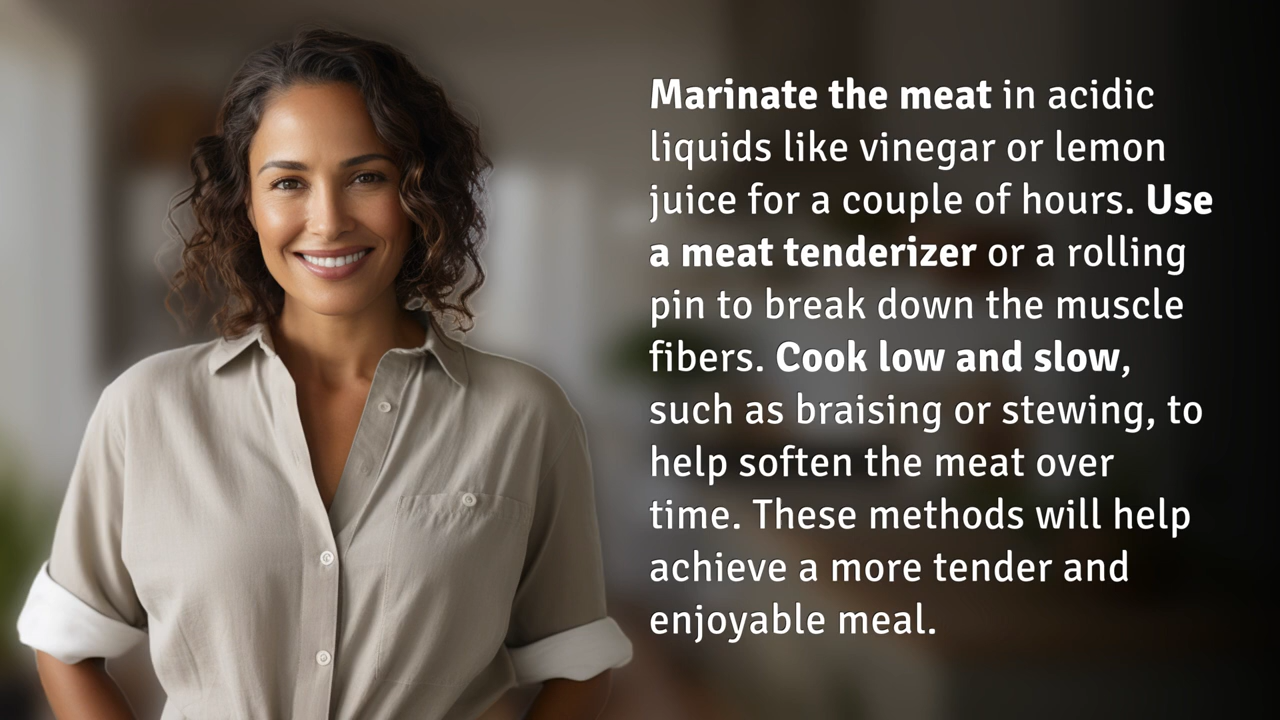 Marinate the meat in acidic
liquids like vinegar or lemon
juice for a couple of hours. Use
a meat tenderizer or a rolling
pin to break down the muscle
fibers. Cook low and slow,
such as braising or stewing, to
help soften the meat over
time. These methods will help
achieve a more tender and
enjoyable meal.